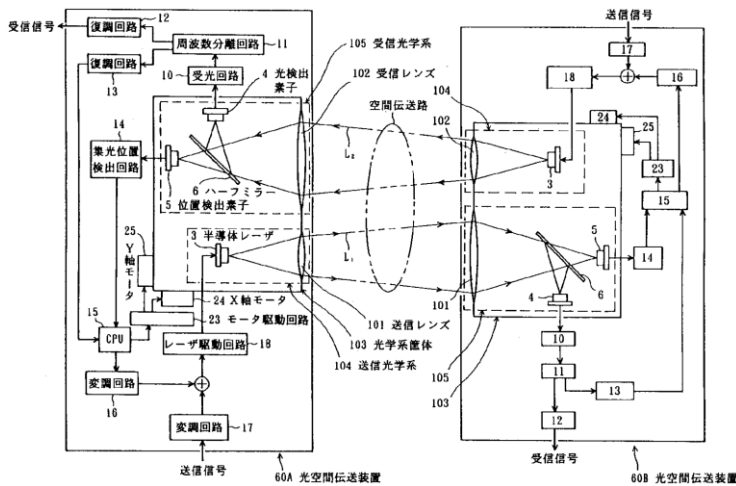 12 復調回路
受信信号
周波数分離回路 11
復調回路
13
10 受光回路
4 光検出
素子
105 受信光学系
102 受信レンズ
空間伝送路
14
集光位置
検出回路
6 ハーフミラー
5 位置検出素子
L₂
3 半導体レーザ
L₁
25
Y軸モータ
24 X軸モータ
23 モータ駆動回路
15
CPU
レーザ駆動回路 18
変調回路
16
変調回路 17
送信信号
101 送信レンズ
103 光学系筐体
104 送信光学系
60A 光空間伝送装置
送信信号
17
18
16
104
102
24
25
3
23
15
5
14
101
4
6
10
105
103
11
13
12
受信信号
60B 光空間伝送装置